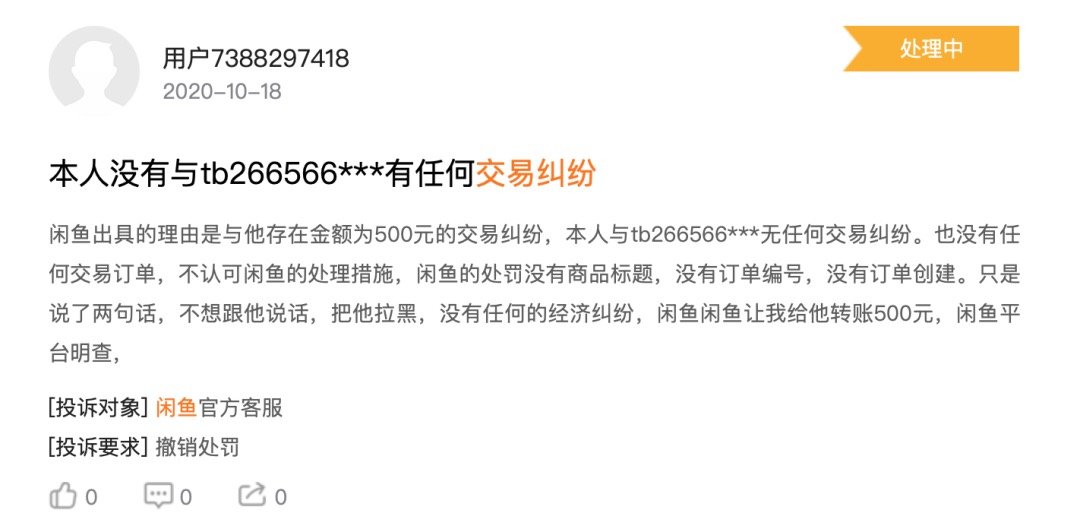 用户7388297418
处理中
2020-10-18
本人没有与tb266566***有任何交易纠纷
闲鱼出具的理由是与他存在金额为500元的交易纠纷，本人与tb266566***无任何交易纠纷。也没有任
何交易订单，不认可闲鱼的处理措施，闲鱼的处罚没有商品标题，没有订单编号，没有订单创建。只是
说了两句话，不想跟他说话，把他拉黑，没有任何的经济纠纷，闲鱼闲鱼让我给他转账500元，闲鱼平
台明查，
[投诉对象] 闲鱼官方客服
[投诉要求] 撤销处罚
0 0 0